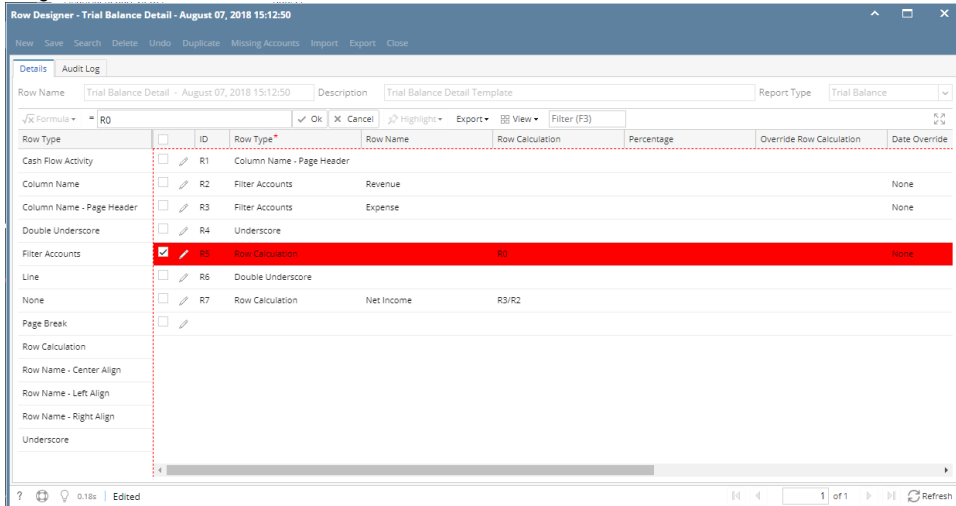 Row Designer - Trial Balance Detail - August 07, 2018 15:12:50
New Save Search Delete Undo Duplicate Missing Accounts Import Export Close
Details Audit Log
Row Name Trial Balance Detail - August 07, 2018 15:12:50 Description Trial Balance Detail Template Report Type Trial Balance
Formula = R0 Ok Cancel Highlight Export View Filter (F3)
Row Type ID Row Type* Row Name Row Calculation Percentage Override Row Calculation Date Override
Cash Flow Activity R1 Column Name - Page Header
Column Name R2 Filter Accounts Revenue None
Column Name - Page Header R3 Filter Accounts Expense None
Double Underscore R4 Underscore
Filter Accounts R5 Row Calculation R0 None
Line R6 Double Underscore
None R7 Row Calculation Net Income R3/R2
Page Break
Row Calculation
Row Name - Center Align
Row Name - Left Align
Row Name - Right Align
Underscore
? 0.18s Edited 1 of 1 Refresh